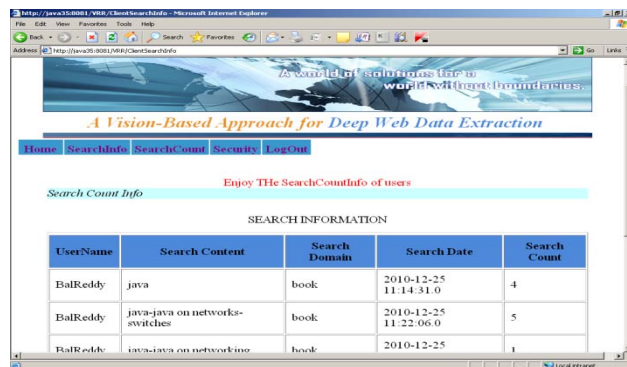 http://java35:8081/VRR/ClientSearchInfo - Microsoft Internet Explorer
File Edit View Favorites Tools Help
Back Search Favorites
Address http://java35:8081/VRR/ClientSearchInfo Go Links
A world of solutions for a
world without boundaries.
A Vision-Based Approach for Deep Web Data Extraction
Home SearchInfo SearchCount Security LogOut
Enjoy THe SearchCountInfo of users
Search Count Info
SEARCH INFORMATION
UserName Search Content Search Domain Search Date Search Count
BalReddy java book 2010-12-25 11:14:31.0 4
BalReddy java-java on networks-switches book 2010-12-25 11:22:06.0 5
BalReddy java-java on networking book 2010-12-25 1
Local intranet